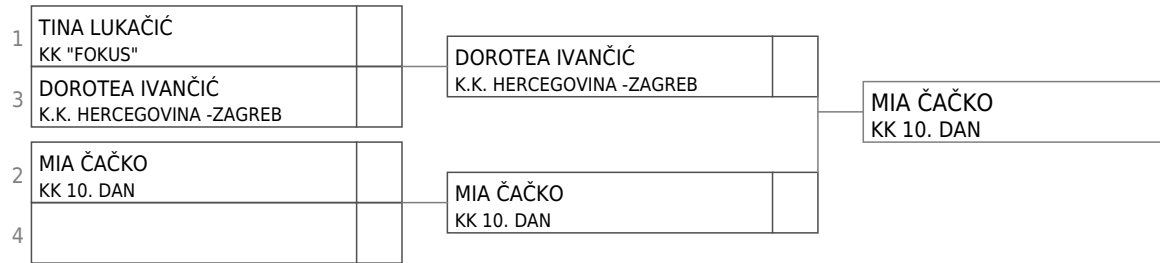 1
TINA LUKAČIĆ
KK "FOKUS"
3
DOROTEA IVANČIĆ
K.K. HERCEGOVINA -ZAGREB
2
MIA ČAČKO
KK 10. DAN
4
DOROTEA IVANČIĆ
K.K. HERCEGOVINA -ZAGREB
MIA ČAČKO
KK 10. DAN
MIA ČAČKO
KK 10. DAN